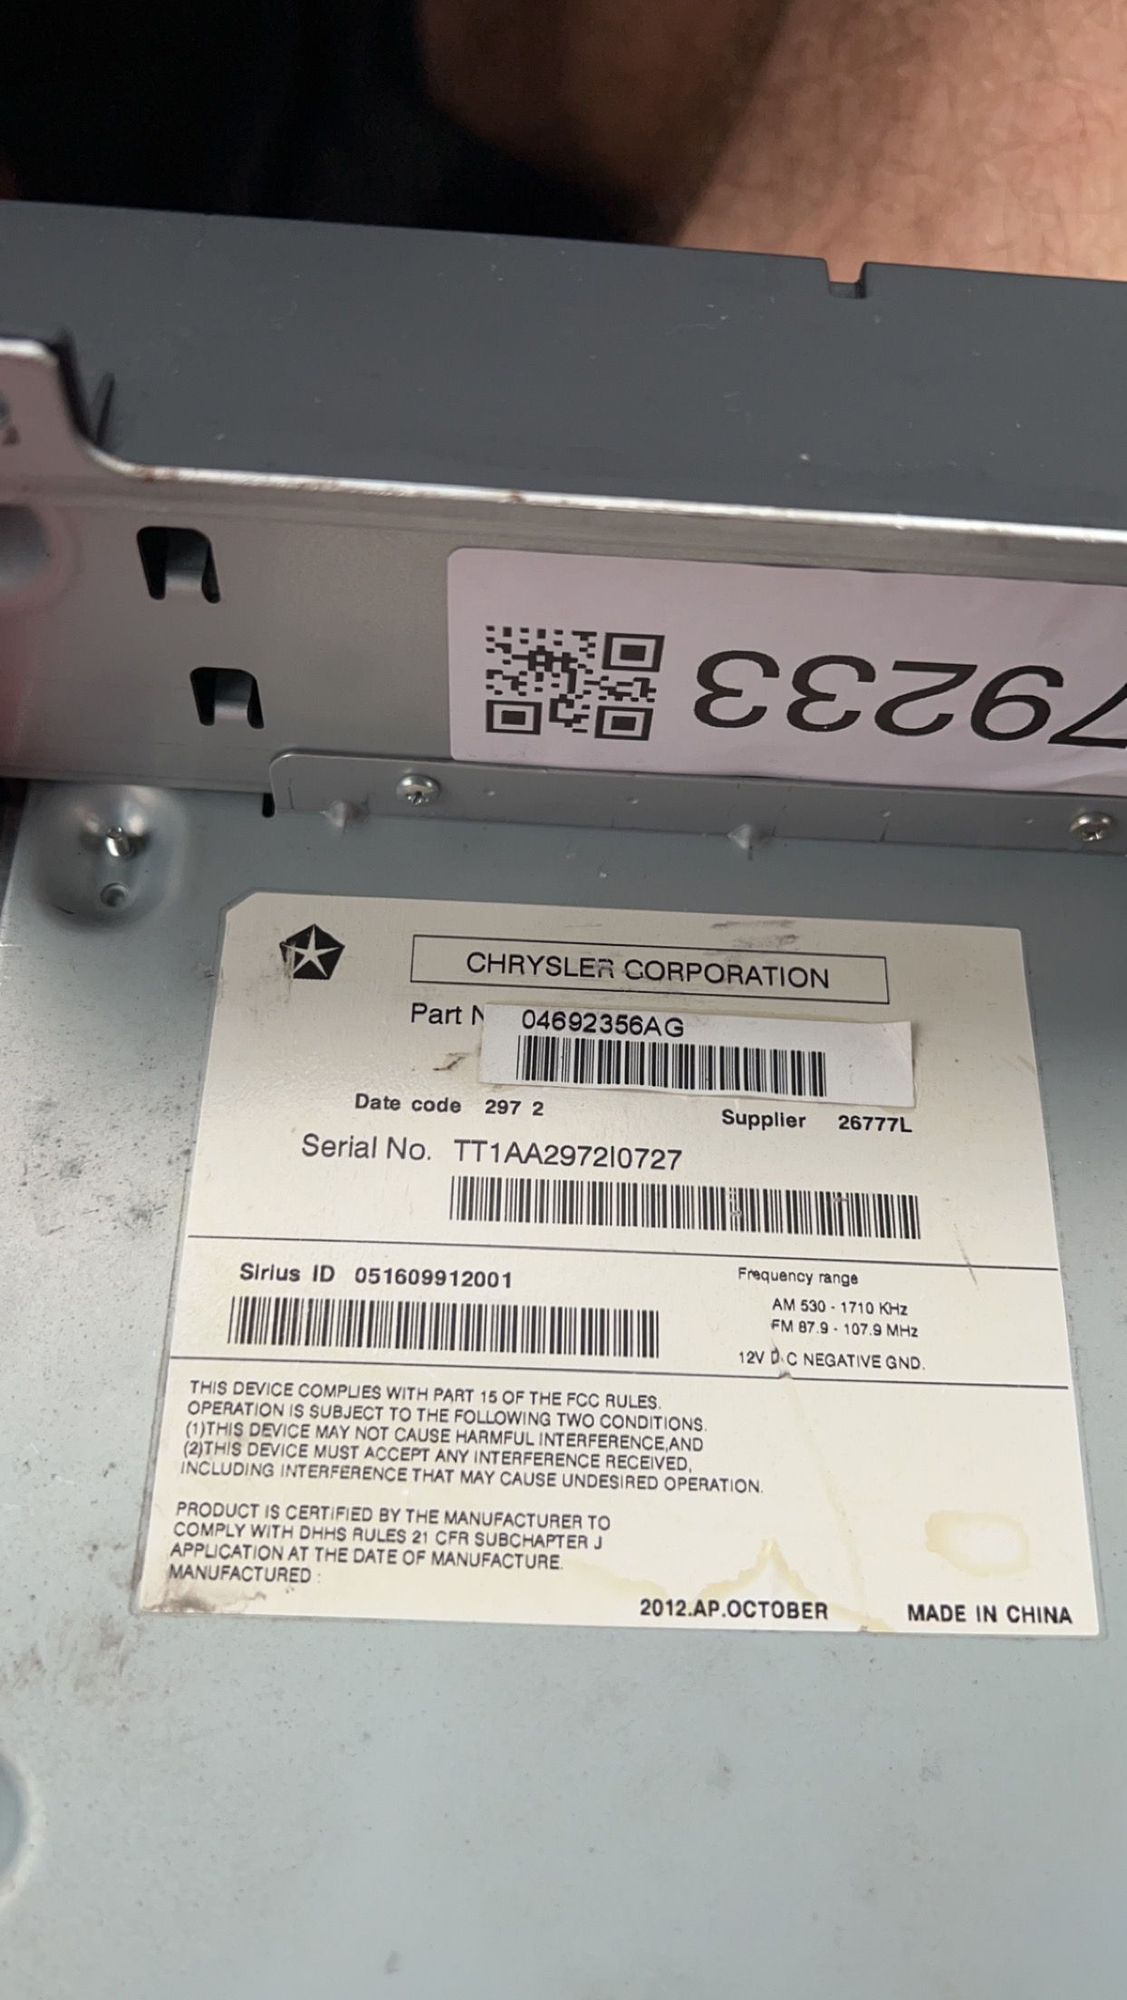 79233
CHRYSLER CORPORATION
Part N 04692356AG
Date code 297 2 Supplier 26777L
Serial No. TT1AA2972I0727
Sirius ID 051609912001
Frequency range
AM 530 - 1710 KHz
FM 87.9 - 107.9 MHz
12V D.C NEGATIVE GND.
THIS DEVICE COMPLIES WITH PART 15 OF THE FCC RULES.
OPERATION IS SUBJECT TO THE FOLLOWING TWO CONDITIONS.
(1)THIS DEVICE MAY NOT CAUSE HARMFUL INTERFERENCE,AND
(2)THIS DEVICE MUST ACCEPT ANY INTERFERENCE RECEIVED,
INCLUDING INTERFERENCE THAT MAY CAUSE UNDESIRED OPERATION.
PRODUCT IS CERTIFIED BY THE MANUFACTURER TO
COMPLY WITH DHHS RULES 21 CFR SUBCHAPTER J
APPLICATION AT THE DATE OF MANUFACTURE.
MANUFACTURED :
2012.AP.OCTOBER MADE IN CHINA